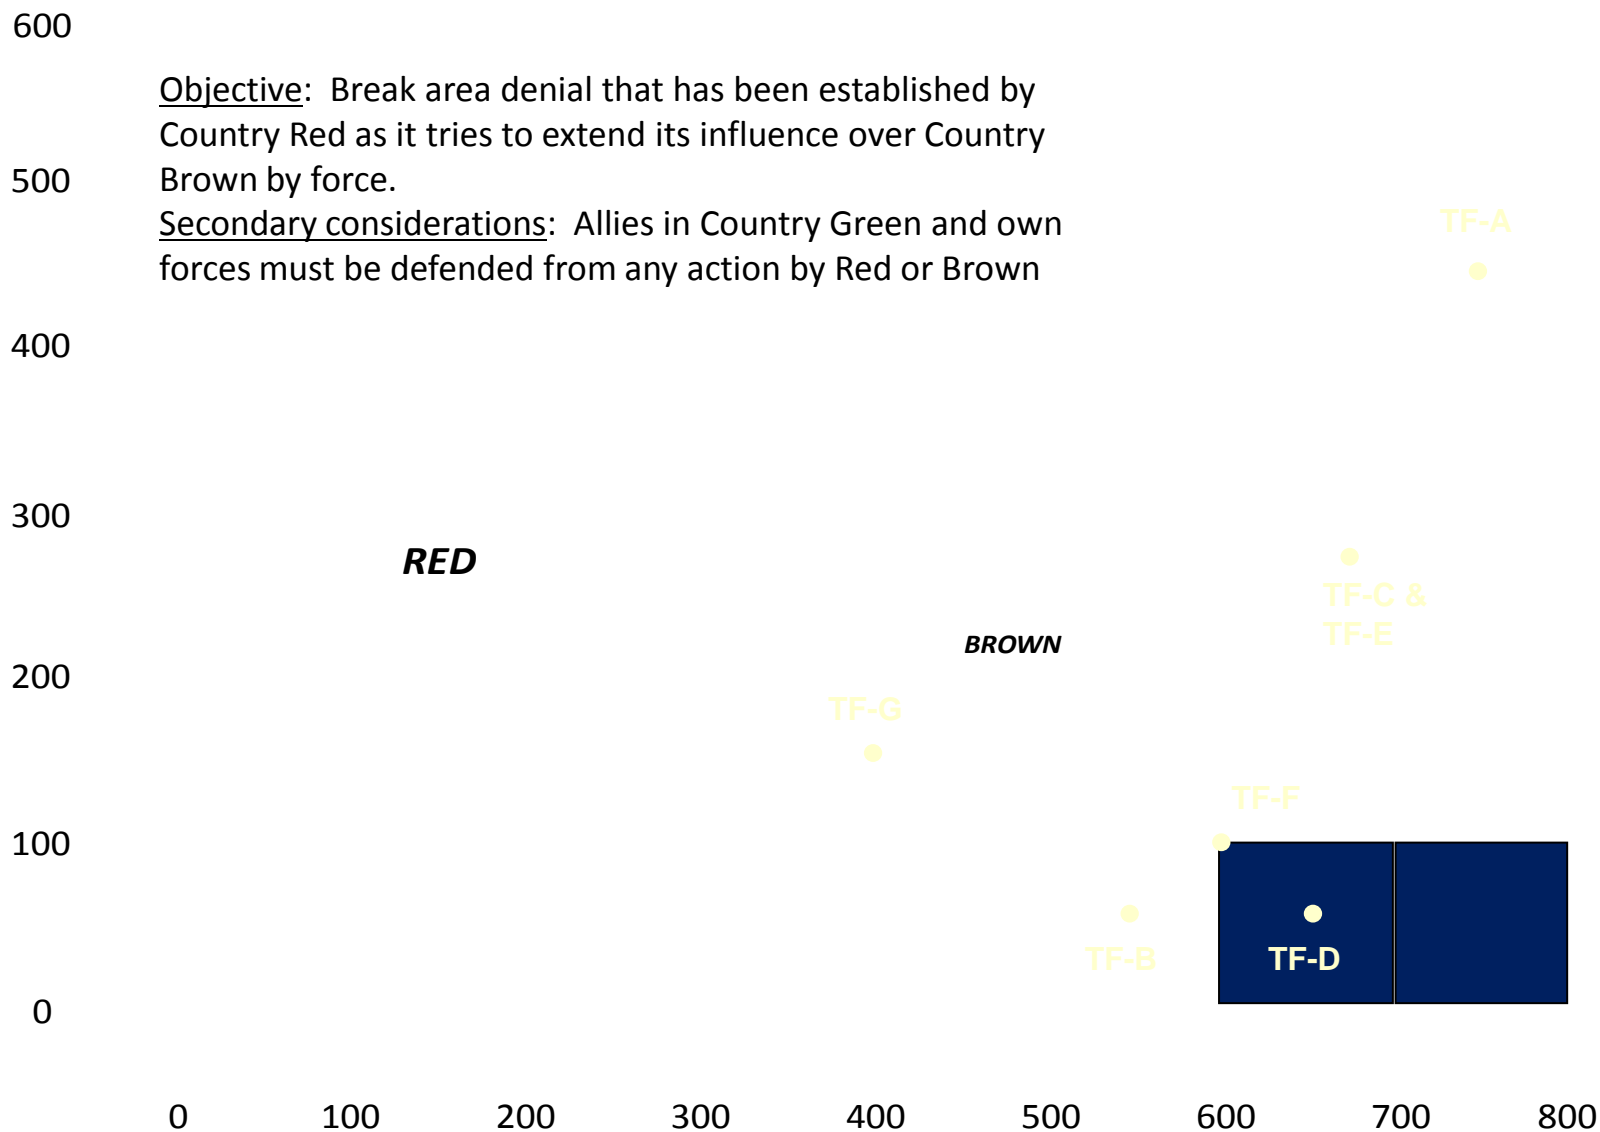 600
Objective:  Break area denial that has been established by
Country Red as it tries to extend its influence over Country
500
Brown by force.
Secondary considerations:  Allies in Country Green and own
TF-A
forces must be defended from any action by Red or Brown
400
300
RED
TF-C &
TF-E
BROWN
200
TF-G
TF-F
100
TF-B
TF-D
0
0 100 200 300 400 500 600 700 800